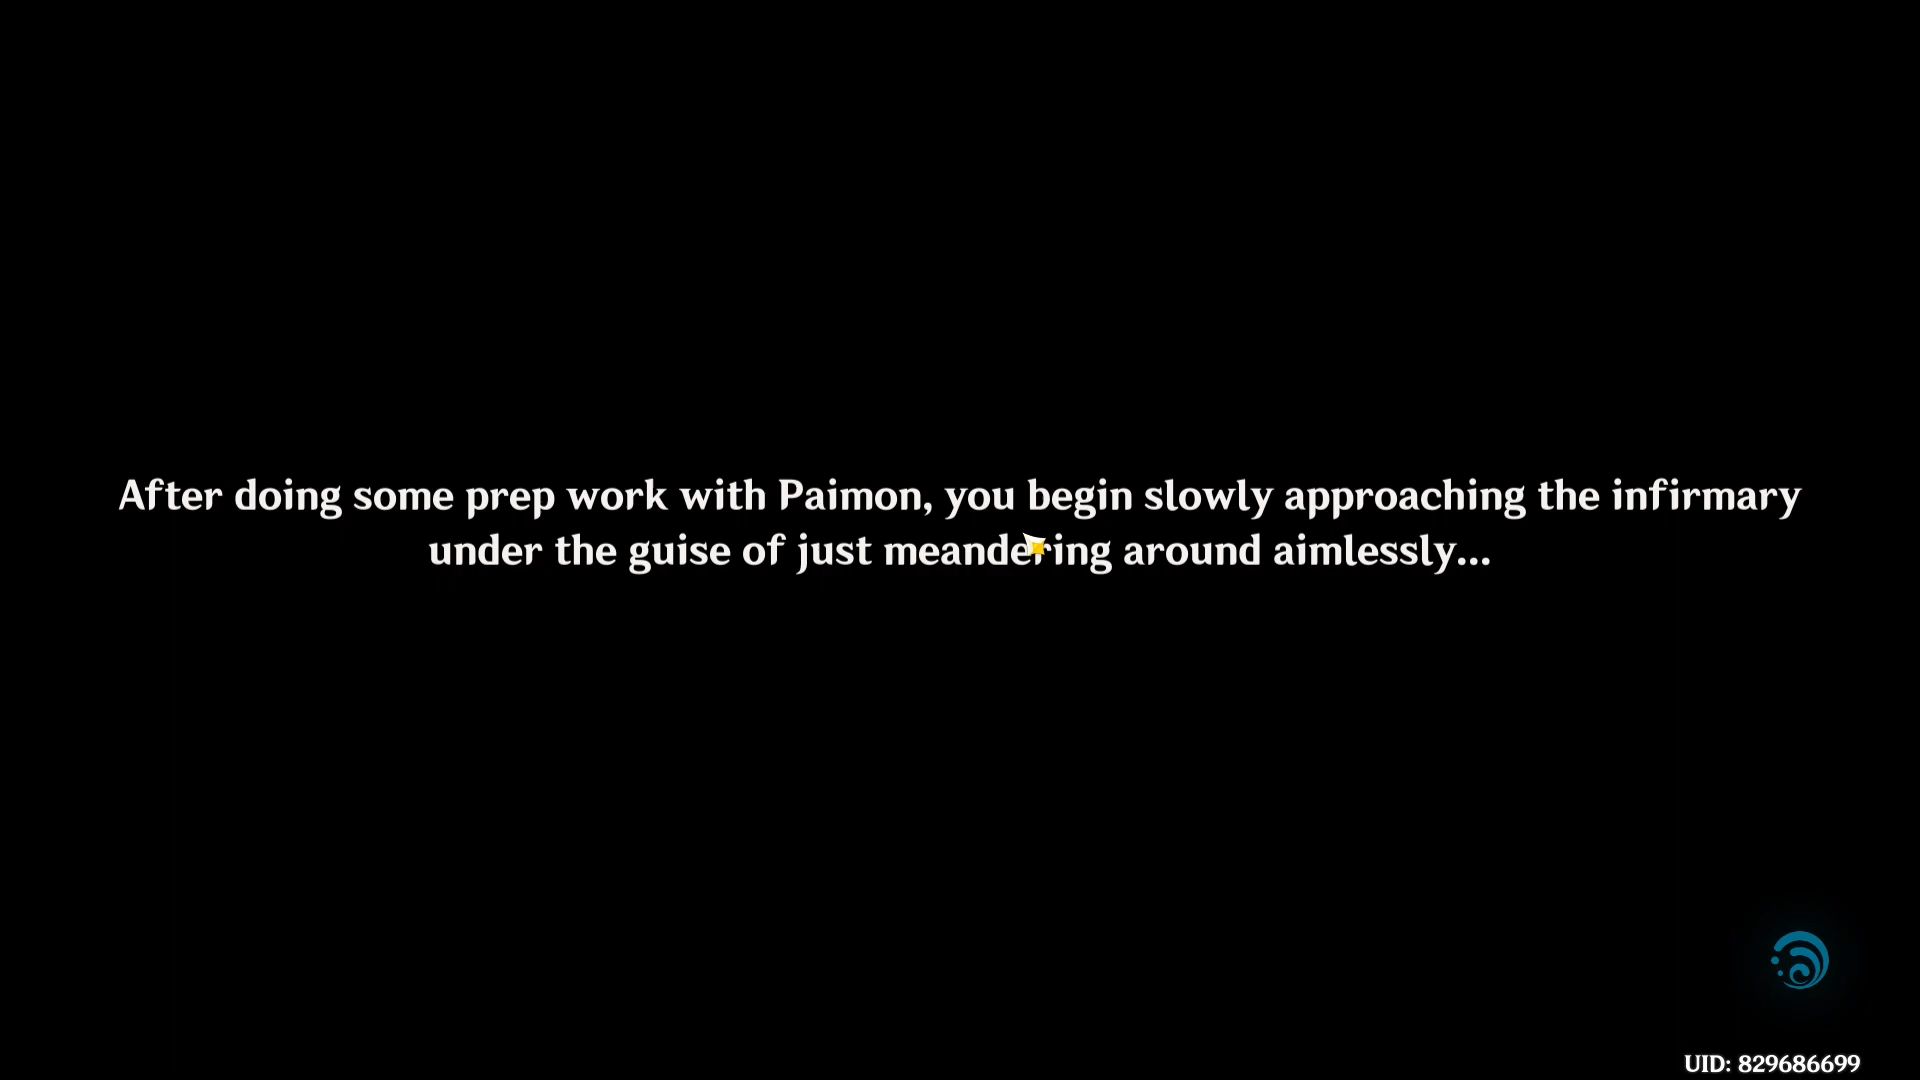 After doing some prep work with Paimon, you begin slowly approaching the infirmary
under the guise of just meandering around aimlessly...
UID: 829686699